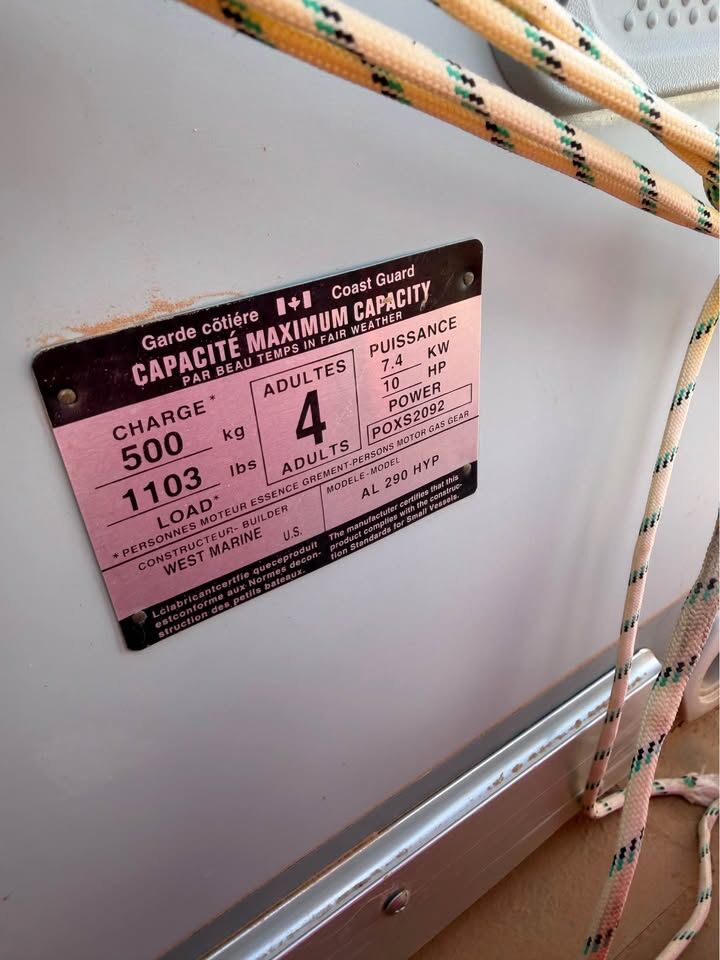 Garde côtiére Coast Guard
CAPACITÉ MAXIMUM CAPACITY
PAR BEAU TEMPS IN FAIR WEATHER
CHARGE*
500 kg
1103 lbs
LOAD*
ADULTES
4
ADULTS
PUISSANCE
7.4 KW
10 HP
POWER
POXS2092
* PERSONNES MOTEUR ESSENCE GREMENT-PERSONS MOTOR GAS GEAR
CONSTRUCTEUR- BUILDER
WEST MARINE U.S.
MODELE-MODEL
AL 290 HYP
Lclabricantcertfie queceproduit
estconforme aux Normes decon-
struction des petits bateaux.
The manufactuter certifies that this
product complies with the construc-
tion Standards for Small Vessels.